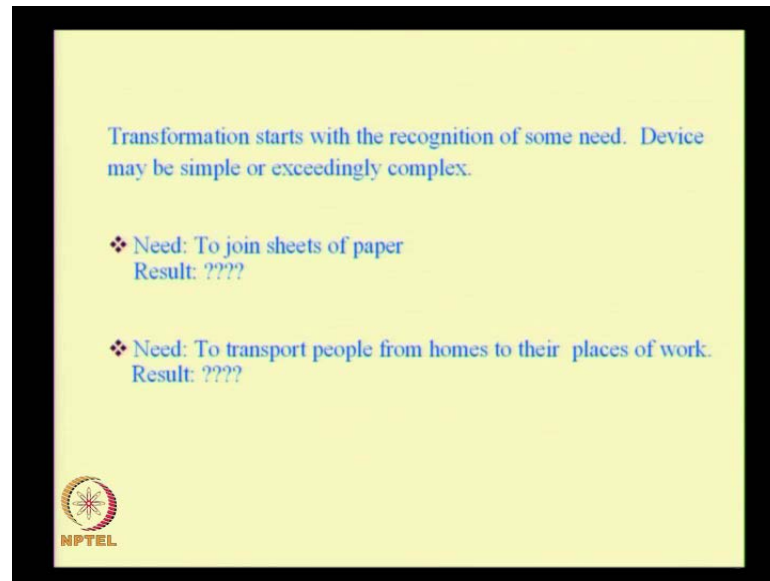 Transformation starts with the recognition of some need. Device
may be simple or exceedingly complex.
❖ Need: To join sheets of paper
Result: ????
❖ Need: To transport people from homes to their places of work.
Result: ????
NPTEL